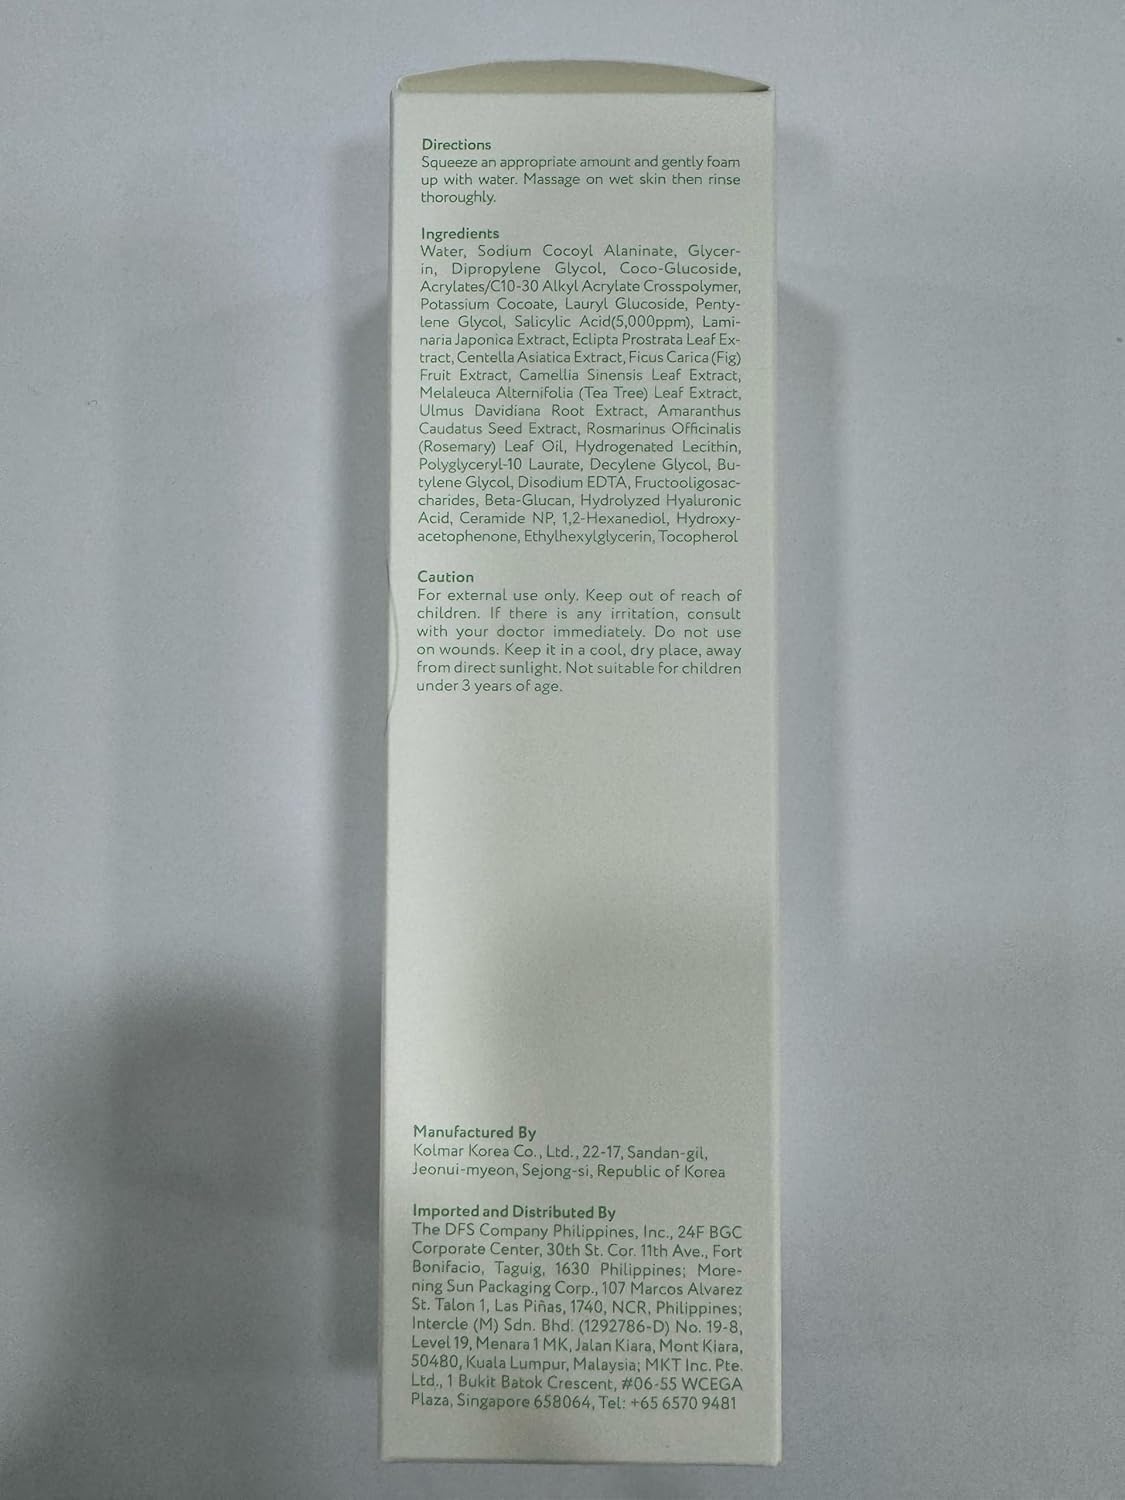 Directions
Squeeze an appropriate amount and gently foam
up with water. Massage on wet skin then rinse
thoroughly.
Ingredients
Water, Sodium Cocoyl Alaninate, Glycer-
in, Dipropylene Glycol, Coco-Glucoside,
Acrylates/C10-30 Alkyl Acrylate Crosspolymer,
Potassium Cocoate, Lauryl Glucoside, Penty-
lene Glycol, Salicylic Acid(5,000ppm), Lami-
naria Japonica Extract, Eclipta Prostrata Leaf Ex-
tract, Centella Asiatica Extract, Ficus Carica (Fig)
Fruit Extract, Camellia Sinensis Leaf Extract,
Melaleuca Alternifolia (Tea Tree) Leaf Extract,
Ulmus Davidiana Root Extract, Amaranthus
Caudatus Seed Extract, Rosmarinus Officinalis
(Rosemary) Leaf Oil, Hydrogenated Lecithin,
Polyglyceryl-10 Laurate, Decylene Glycol, Bu-
tylene Glycol, Disodium EDTA, Fructooligosac-
charides, Beta-Glucan, Hydrolyzed Hyaluronic
Acid, Ceramide NP, 1,2-Hexanediol, Hydroxy-
acetophenone, Ethylhexylglycerin, Tocopherol
Caution
For external use only. Keep out of reach of
children. If there is any irritation, consult
with your doctor immediately. Do not use
on wounds. Keep it in a cool, dry place, away
from direct sunlight. Not suitable for children
under 3 years of age.
Manufactured By
Kolmar Korea Co., Ltd., 22-17, Sandan-gil,
Jeonui-myeon, Sejong-si, Republic of Korea
Imported and Distributed By
The DFS Company Philippines, Inc., 24F BGC
Corporate Center, 30th St. Cor. 11th Ave., Fort
Bonifacio, Taguig, 1630 Philippines; More-
ning Sun Packaging Corp., 107 Marcos Alvarez
St. Talon 1, Las Piñas, 1740, NCR, Philippines;
Intercle (M) Sdn. Bhd. (1292786-D) No. 19-8,
Level 19, Menara 1 MK, Jalan Kiara, Mont Kiara,
50480, Kuala Lumpur, Malaysia; MKT Inc. Pte.
Ltd., 1 Bukit Batok Crescent, #06-55 WCEGA
Plaza, Singapore 658064, Tel: +65 6570 9481